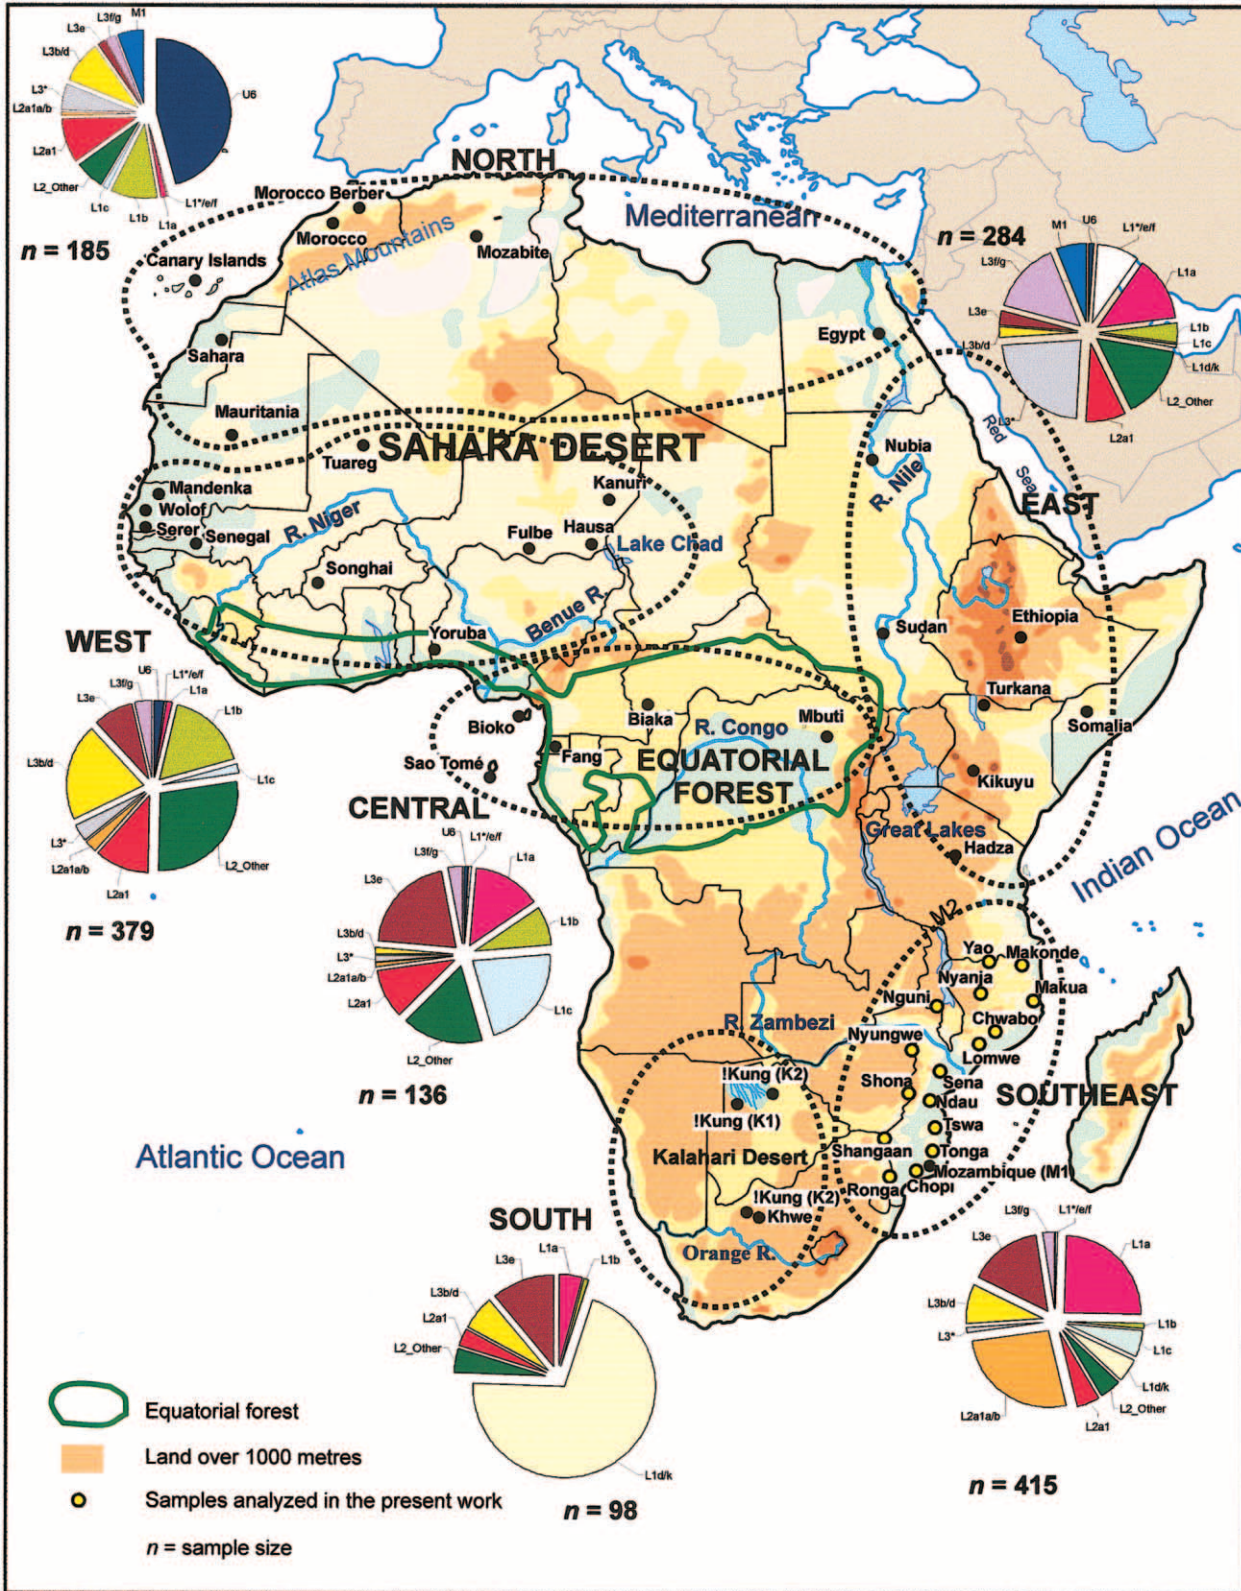 L3e
L3f/g
M1
L3b/d
U6
L3*
L2a1a/b
L2a1
L2_Other
L1c
L1b
L1a
L1*/e/f
n = 185
NORTH
Morocco Berber
Morocco
Atlas Mountains
Mozabite
Canary Islands
Mediterranean
Sahara
Egypt
n = 284
M1
U6
L1*/e/f
L3f/g
L1a
L3e
L1b
L1c
L3b/d
L1d/k
L2_Other
L3*
L2a1
Red
Sea
Mauritania
SAHARA DESERT
Tuareg
Nubia
R. Nile
Kanuri
Mandenka
Wolof
Serer
Senegal
R. Niger
Fulbe
Hausa
Lake Chad
EAST
Songhai
Benue R.
Yoruba
Sudan
Ethiopia
WEST
Turkana
Somalia
U6
L1*/e/f
L3f/g
L1a
L3e
L1b
L3b/d
L1c
L3*
L2a1a/b
L2a1
L2_Other
n = 379
Bioko
Biaka
Mbuti
R. Congo
Fang
EQUATORIAL
FOREST
Sao Tomé
Kikuyu
Great Lakes
Hadza
Indian Ocean
CENTRAL
U6
L1*/e/f
L3f/g
L1a
L3e
L1b
L3b/d
L3*
L2a1a/b
L2a1
L1c
L2_Other
n = 136
M2
Yao
Makonde
Nyanja
Makua
Nguni
Chwabo
R. Zambezi
Nyungwe
Lomwe
!Kung (K2)
Shona
Sena
SOUTHEAST
Ndau
!Kung (K1)
Tswa
Atlantic Ocean
Kalahari Desert
Shangaan
Tonga
Mozambique (M1)
Ronga
Chopi
!Kung (K2)
Khwe
SOUTH
Orange R.
L1a
L3e
L1b
L3b/d
L2a1
L2_Other
L1d/k
n = 98
L3f/g
L1*/e/f
L3e
L1a
L3b/d
L1b
L3*
L1c
L1d/k
L2a1a/b
L2_Other
L2a1
n = 415
Equatorial forest
Land over 1000 metres
Samples analyzed in the present work
n = sample size